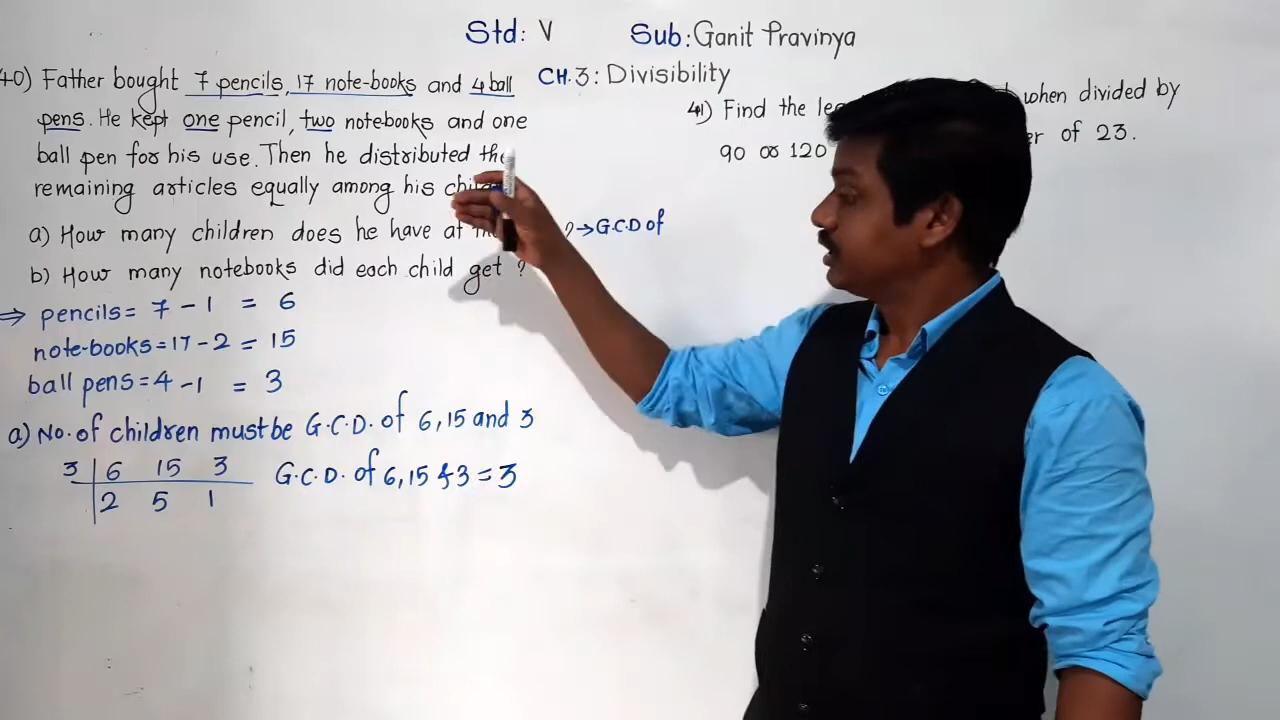 Std: V Sub: Ganit Pravinya
CH.3: Divisibility
40) Father bought 7 pencils, 17 note-books and 4 ball
pens. He kept one pencil, two notebooks and one
ball pen for his use. Then he distributed the
remaining articles equally among his
a) How many children does he have at ? → G.C.D of
b) How many notebooks did each child get ?
⇒ pencils = 7 - 1 = 6
note-books = 17 - 2 = 15
ball pens = 4 - 1 = 3
a) No. of children must be G.C.D. of 6, 15 and 3
3 | 6 15 3 G.C.D. of 6, 15 & 3 = 3
2 5 1
41) Find the when divided by
90 or 120 of 23.